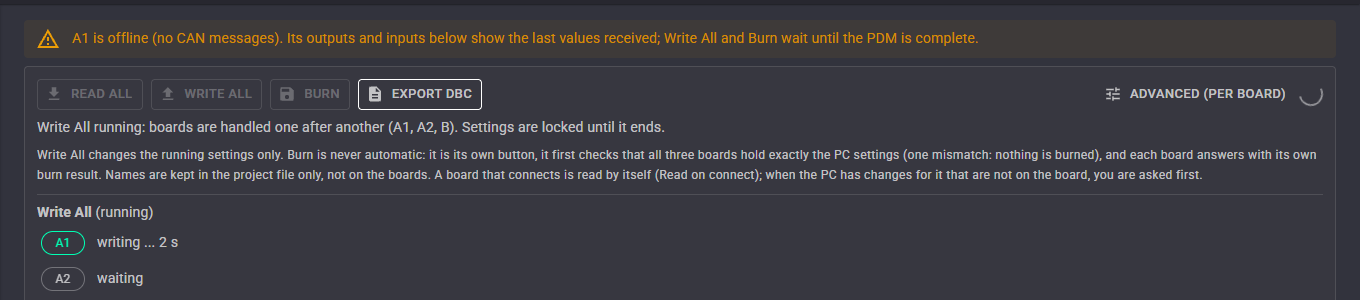 A1 is offline (no CAN messages). Its outputs and inputs below show the last values received; Write All and Burn wait until the PDM is complete.
READ ALL WRITE ALL BURN EXPORT DBC ADVANCED (PER BOARD)
Write All running: boards are handled one after another (A1, A2, B). Settings are locked until it ends.
Write All changes the running settings only. Burn is never automatic: it is its own button, it first checks that all three boards hold exactly the PC settings (one mismatch: nothing is burned), and each board answers with its own
burn result. Names are kept in the project file only, not on the boards. A board that connects is read by itself (Read on connect); when the PC has changes for it that are not on the board, you are asked first.
Write All (running)
A1 writing ... 2 s
A2 waiting